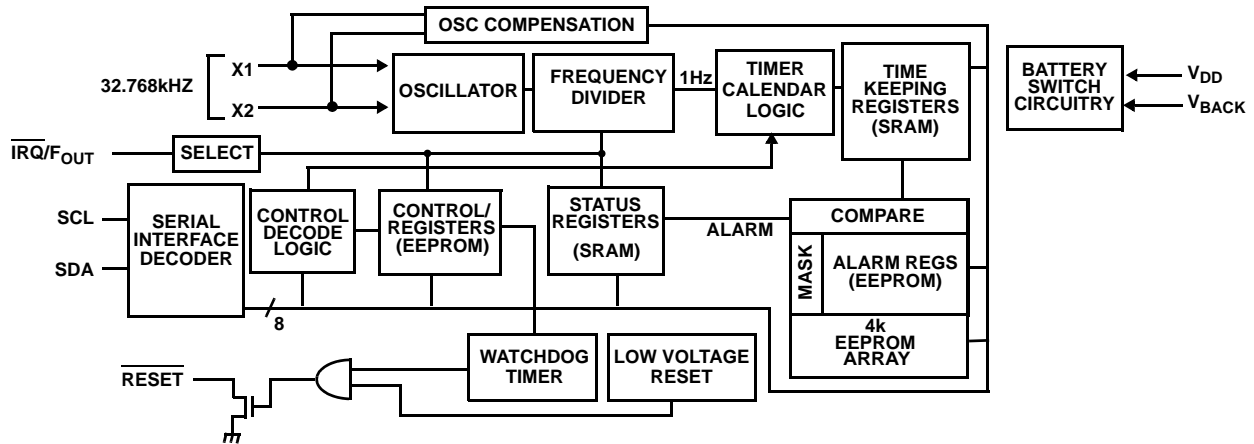 OSC COMPENSATION
32.768kHZ
X1
X2
OSCILLATOR
FREQUENCY
DIVIDER
1Hz
TIMER
CALENDAR
LOGIC
TIME
KEEPING
REGISTERS
(SRAM)
BATTERY
SWITCH
CIRCUITRY
VDD
VBACK
IRQ/FOUT
SELECT
SCL
SDA
SERIAL
INTERFACE
DECODER
CONTROL
DECODE
LOGIC
CONTROL/
REGISTERS
(EEPROM)
STATUS
REGISTERS
(SRAM)
ALARM
COMPARE
MASK
ALARM REGS
(EEPROM)
4k
EEPROM
ARRAY
8
WATCHDOG
TIMER
LOW VOLTAGE
RESET
RESET